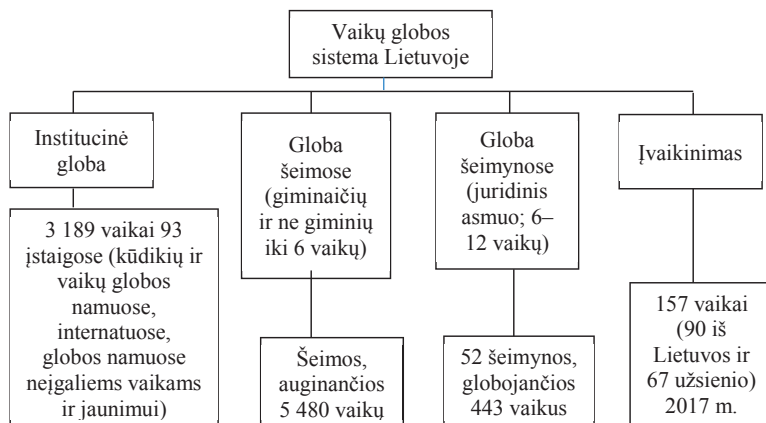 Vaikų globos
sistema Lietuvoje
Institucinė
globa
Globa
šeimose
(giminaičių
ir ne giminių
iki 6 vaikų)
Globa
šeimynose
(juridinis
asmuo; 6–
12 vaikų)
Įvaikinimas
3 189 vaikai 93
įstaigose (kūdikių ir
vaikų globos
namuose,
internatuose,
globos namuose
neįgaliems vaikams
ir jaunimui)
Šeimos,
auginančios
5 480 vaikų
52 šeimynos,
globojančios
443 vaikus
157 vaikai
(90 iš
Lietuvos ir
67 užsienio)
2017 m.